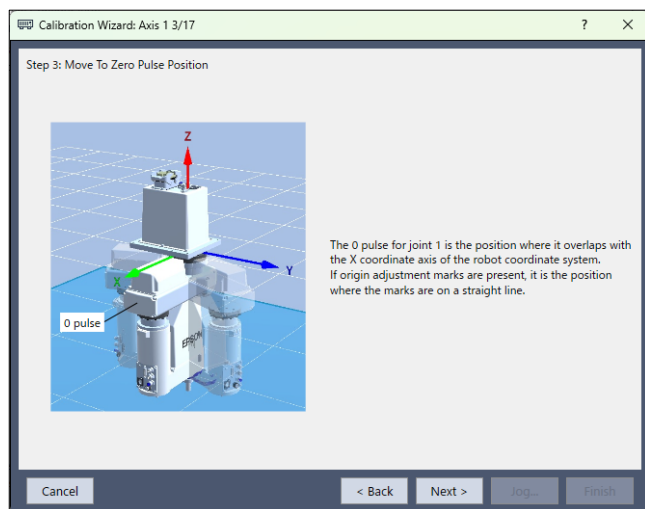 Calibration Wizard: Axis 1 3/17
?
Step 3: Move To Zero Pulse Position
Z
X
Y
0 pulse
EPSON
The 0 pulse for joint 1 is the position where it overlaps with
the X coordinate axis of the robot coordinate system.
If origin adjustment marks are present, it is the position
where the marks are on a straight line.
Cancel
< Back
Next >
Jog...
Finish